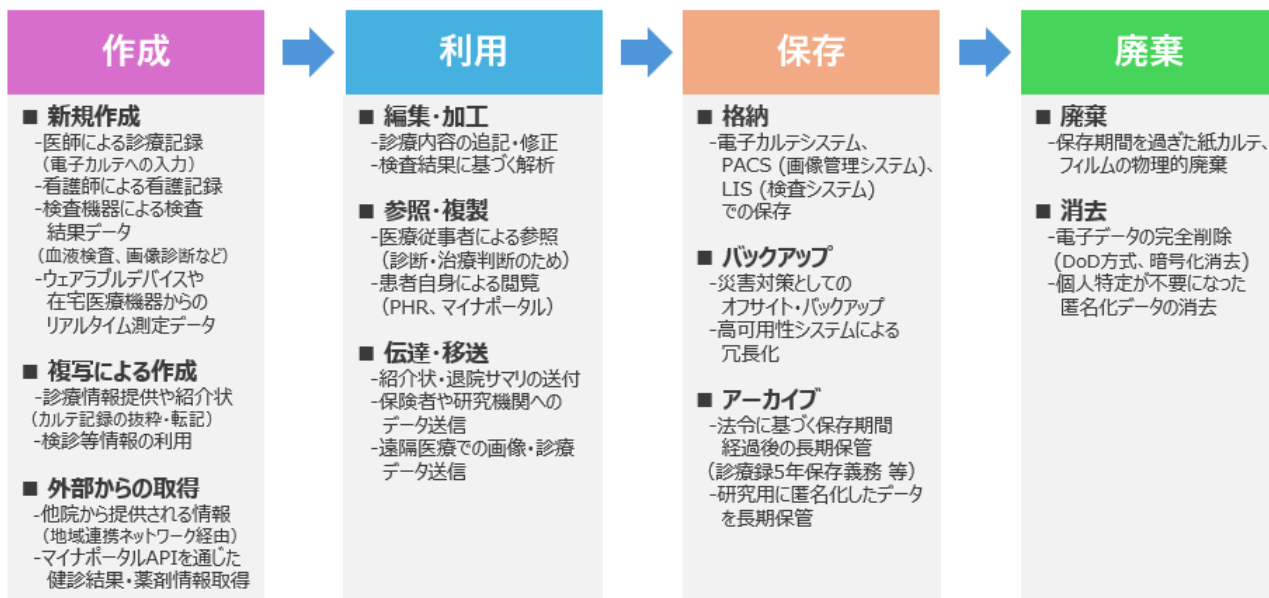 作成
■ 新規作成
-医師による診療記録
(電子カルテへの入力)
-看護師による看護記録
-検査機器による検査
結果データ
(血液検査、画像診断など)
-ウェアラブルデバイスや
在宅医療機器からの
リアルタイム測定データ
■ 複写による作成
-診療情報提供や紹介状
(カルテ記録の抜粋・転記)
-検診等情報の利用
■ 外部からの取得
-他院から提供される情報
(地域連携ネットワーク経由)
-マイナポータルAPIを通じた
健診結果・薬剤情報取得
利用
■ 編集・加工
-診療内容の追記・修正
-検査結果に基づく解析
■ 参照・複製
-医療従事者による参照
(診断・治療判断のため)
-患者自身による閲覧
(PHR、マイナポータル)
■ 伝達・移送
-紹介状・退院サマリの送付
-保険者や研究機関への
データ送信
-遠隔医療での画像・診療
データ送信
保存
■ 格納
-電子カルテシステム、
PACS (画像管理システム)、
LIS (検査システム)
での保存
■ バックアップ
-災害対策としての
オフサイト・バックアップ
-高可用性システムによる
冗長化
■ アーカイブ
-法令に基づく保存期間
経過後の長期保管
(診療録5年保存義務 等)
-研究用に匿名化したデータ
を長期保管
廃棄
■ 廃棄
-保存期間を過ぎた紙カルテ、
フィルムの物理的廃棄
■ 消去
-電子データの完全削除
(DoD方式、暗号化消去)
-個人特定が不要になった
匿名化データの消去